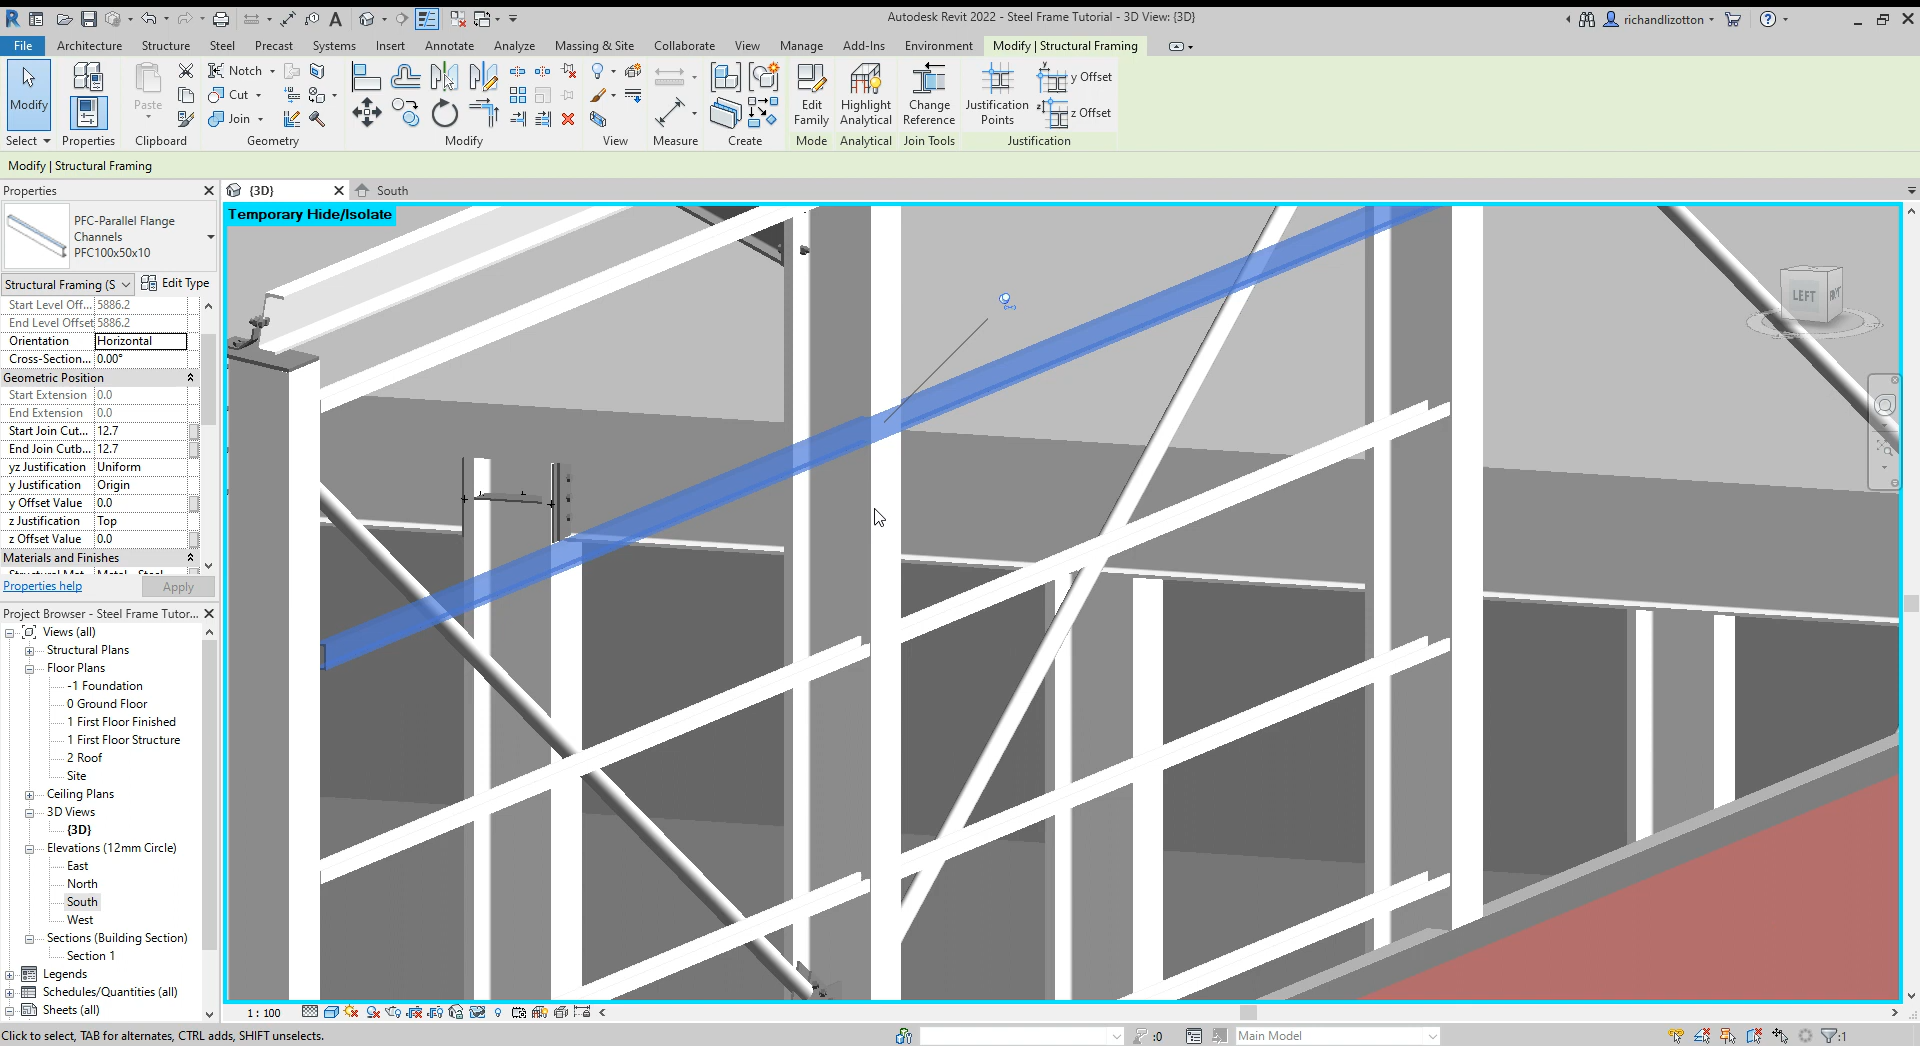 Autodesk Revit 2022 - Steel Frame Tutorial - 3D View: {3D}
richandlizotton
File
Architecture
Structure
Steel
Precast
Systems
Insert
Annotate
Analyze
Massing & Site
Collaborate
View
Manage
Add-Ins
Environment
Modify | Structural Framing
Modify
Paste
Notch
Cut
Join
Edit
Family
Highlight
Analytical
Change
Reference
Justification
Points
y Offset
z Offset
Select
Properties
Clipboard
Geometry
Modify
View
Measure
Create
Mode
Analytical
Join Tools
Justification
Modify | Structural Framing
Properties
{3D}
South
Temporary Hide/Isolate
PFC-Parallel Flange
Channels
PFC100x50x10
Structural Framing (S
Edit Type
Start Level Off... 5886.2
End Level Offset 5886.2
Orientation Horizontal
Cross-Section... 0.00°
Geometric Position
Start Extension 0.0
End Extension 0.0
Start Join Cut... 12.7
End Join Cutb... 12.7
yz Justification Uniform
y Justification Origin
y Offset Value 0.0
z Justification Top
z Offset Value 0.0
Materials and Finishes
Properties help
Apply
Project Browser - Steel Frame Tutor...
Views (all)
Structural Plans
Floor Plans
-1 Foundation
0 Ground Floor
1 First Floor Finished
1 First Floor Structure
2 Roof
Site
Ceiling Plans
3D Views
{3D}
Elevations (12mm Circle)
East
North
South
West
Sections (Building Section)
Section 1
Legends
Schedules/Quantities (all)
Sheets (all)
LEFT
1 : 100
Click to select, TAB for alternates, CTRL adds, SHIFT unselects.
:0
Main Model
:1